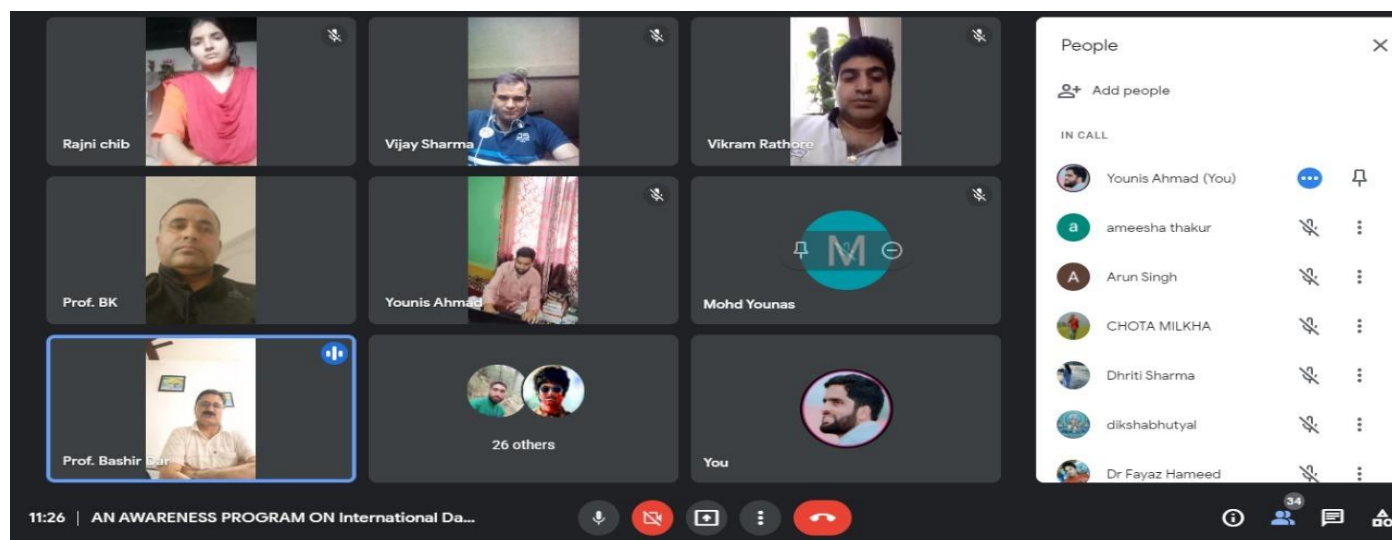 Rajni chib
Vijay Sharma
Vikram Rathore
Prof. BK
Younis Ahmad
M
Mohd Younas
Prof. Bashir Dar
26 others
You
11:26 | AN AWARENESS PROGRAM ON International Da...
People
Add people
IN CALL
Younis Ahmad (You)
a
ameesha thakur
A
Arun Singh
CHOTA MILKHA
Dhriti Sharma
dikshabhutyal
Dr Fayaz Hameed
34